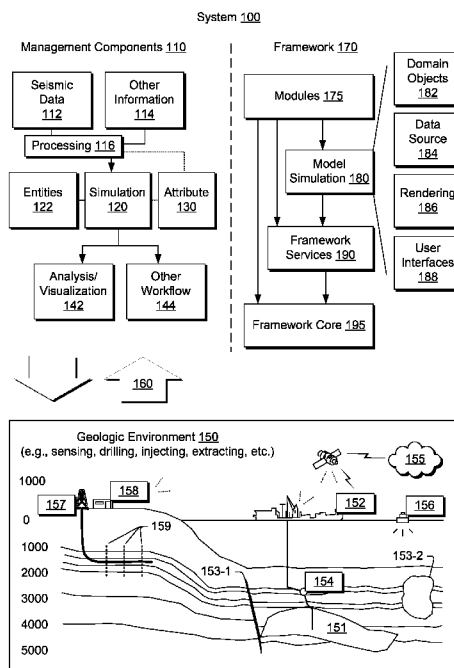 System 100
Management Components 110
Framework 170
Seismic
Data
112
Other
Information
114
Processing 116
Entities
122
Simulation
120
Attribute
130
Analysis/
Visualization
142
Other
Workflow
144
Modules 175
Model
Simulation
180
Framework
Services
190
Framework Core 195
Domain
Objects
182
Data
Source
184
Rendering
186
User
Interfaces
188
160
Geologic Environment 150
(e.g., sensing, drilling, injecting, extracting, etc.)
155
1000
157
158
152
156
0
159
1000
153-1
153-2
2000
154
3000
4000
151
5000